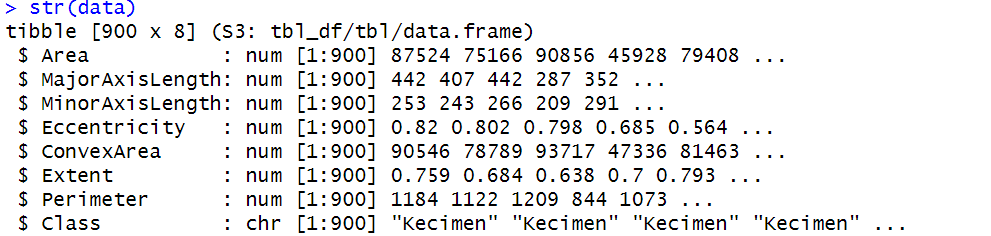 > str(data)
tibble [900 x 8] (S3: tbl_df/tbl/data.frame)
 $ Area           : num [1:900] 87524 75166 90856 45928 79408 ...
 $ MajorAxisLength: num [1:900] 442 407 442 287 352 ...
 $ MinorAxisLength: num [1:900] 253 243 266 209 291 ...
 $ Eccentricity   : num [1:900] 0.82 0.802 0.798 0.685 0.564 ...
 $ ConvexArea     : num [1:900] 90546 78789 93717 47336 81463 ...
 $ Extent         : num [1:900] 0.759 0.684 0.638 0.7 0.793 ...
 $ Perimeter      : num [1:900] 1184 1122 1209 844 1073 ...
 $ Class          : chr [1:900] "Kecimen" "Kecimen" "Kecimen" "Kecimen" ...